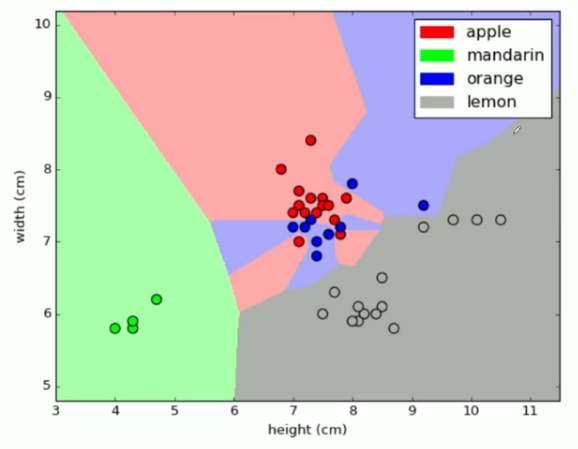 10
9
8
7
6
5
width (cm)
apple
mandarin
orange
lemon
3 4 5 6 7 8 9 10 11
height (cm)